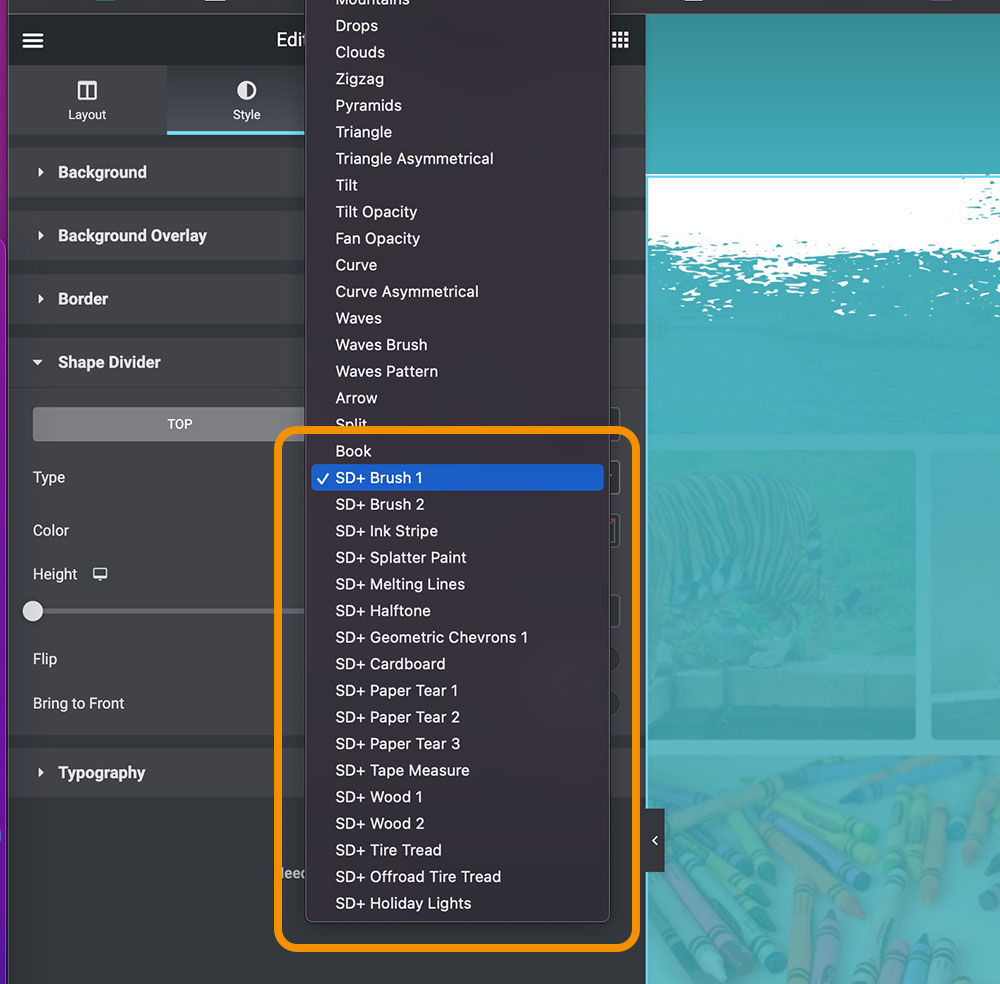 Mountains
Drops
Edit
Clouds
Zigzag
Pyramids
Layout
Style
Triangle
Triangle Asymmetrical
Background
Tilt
Tilt Opacity
Background Overlay
Fan Opacity
Curve
Border
Curve Asymmetrical
Waves
Waves Brush
Shape Divider
Waves Pattern
Arrow
TOP
Split
Book
Type
SD+ Brush 1
SD+ Brush 2
Color
SD+ Ink Stripe
SD+ Splatter Paint
Height
SD+ Melting Lines
SD+ Halftone
SD+ Geometric Chevrons 1
Flip
SD+ Cardboard
SD+ Paper Tear 1
Bring to Front
SD+ Paper Tear 2
SD+ Paper Tear 3
Typography
SD+ Tape Measure
SD+ Wood 1
SD+ Wood 2
SD+ Tire Tread
SD+ Offroad Tire Tread
SD+ Holiday Lights